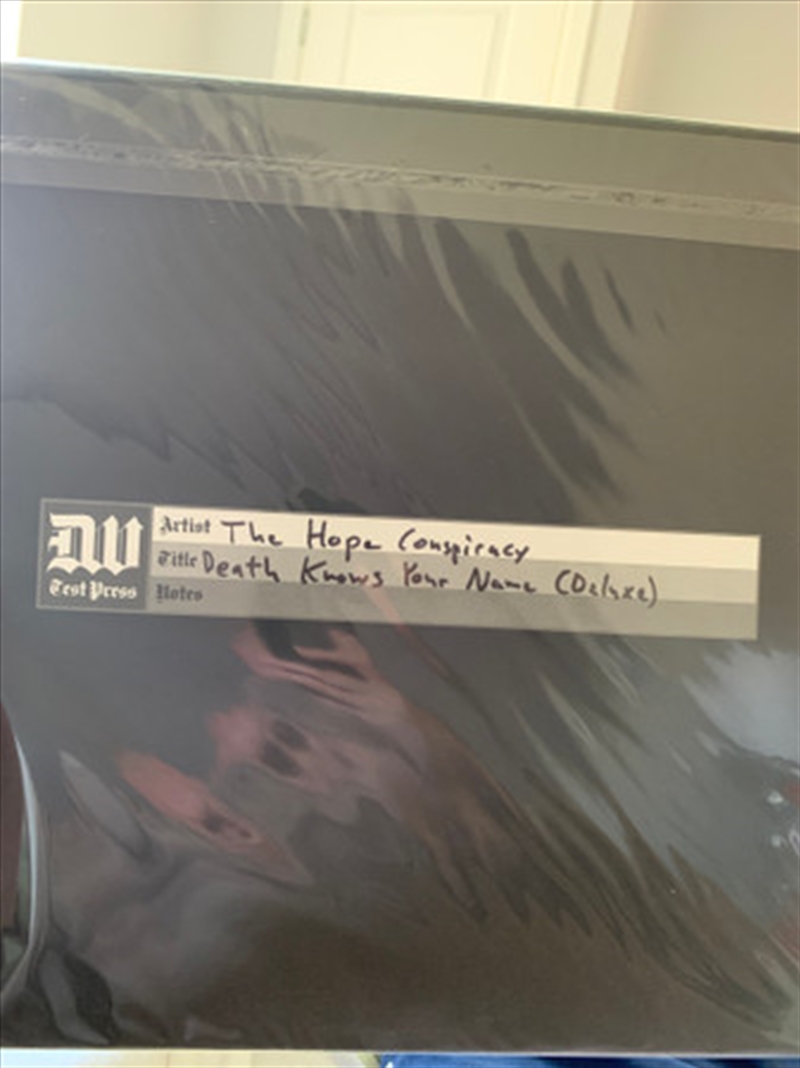 DW
Test Press
Artist The Hope Conspiracy
Title Death Knows Your Name (Deluxe)
Notes